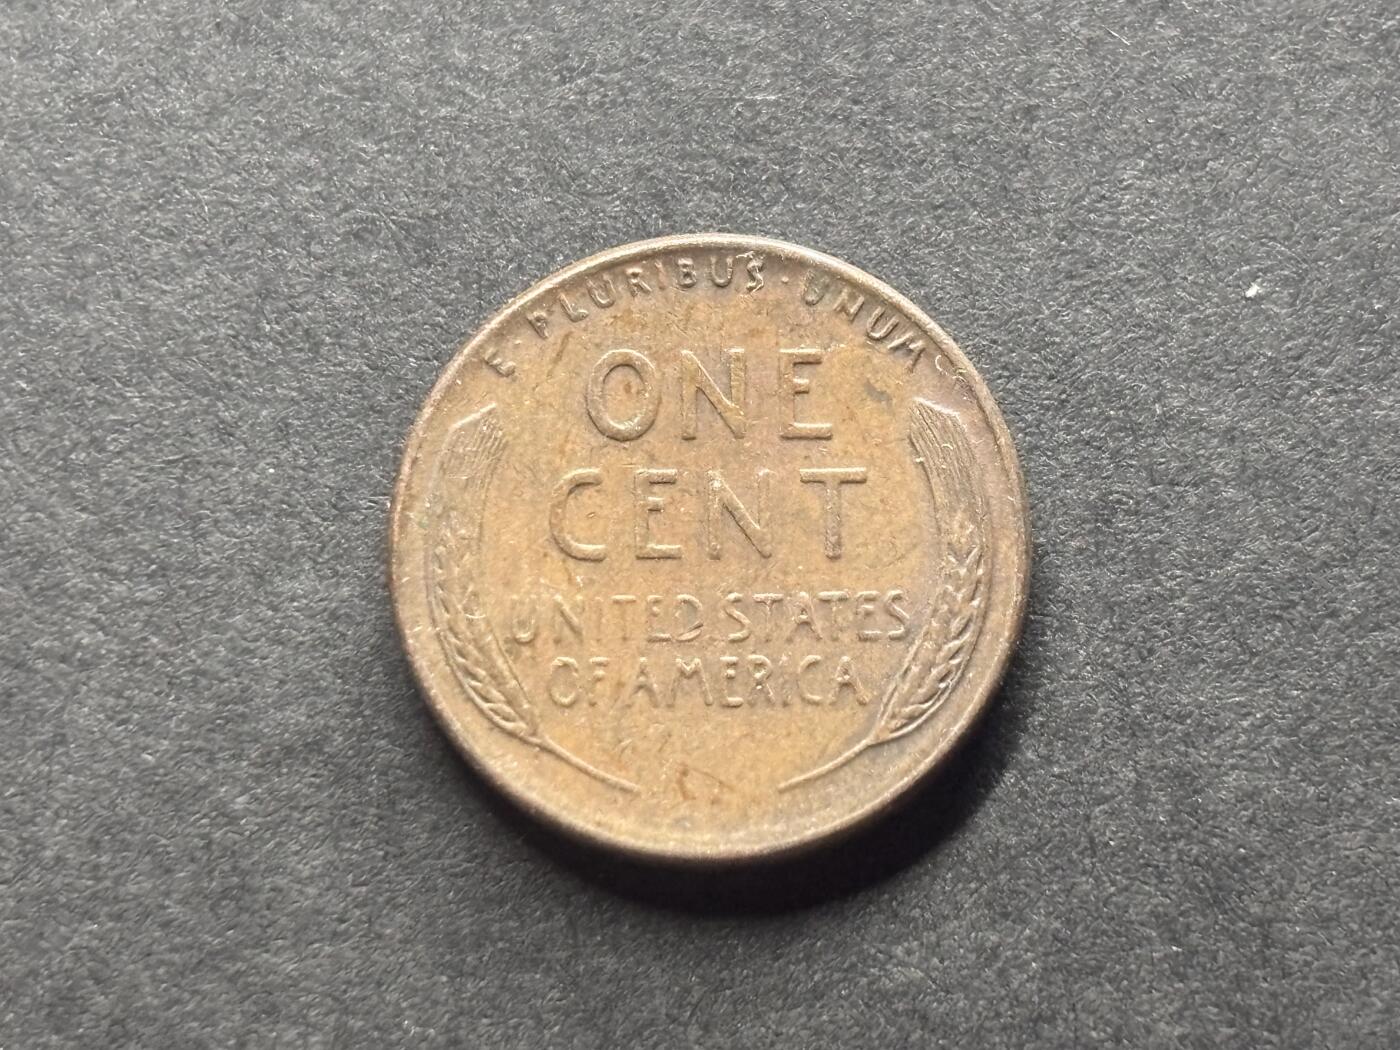 E·PLURIBUS·UNUM
ONE
CENT
UNITED STATES
OF AMERICA